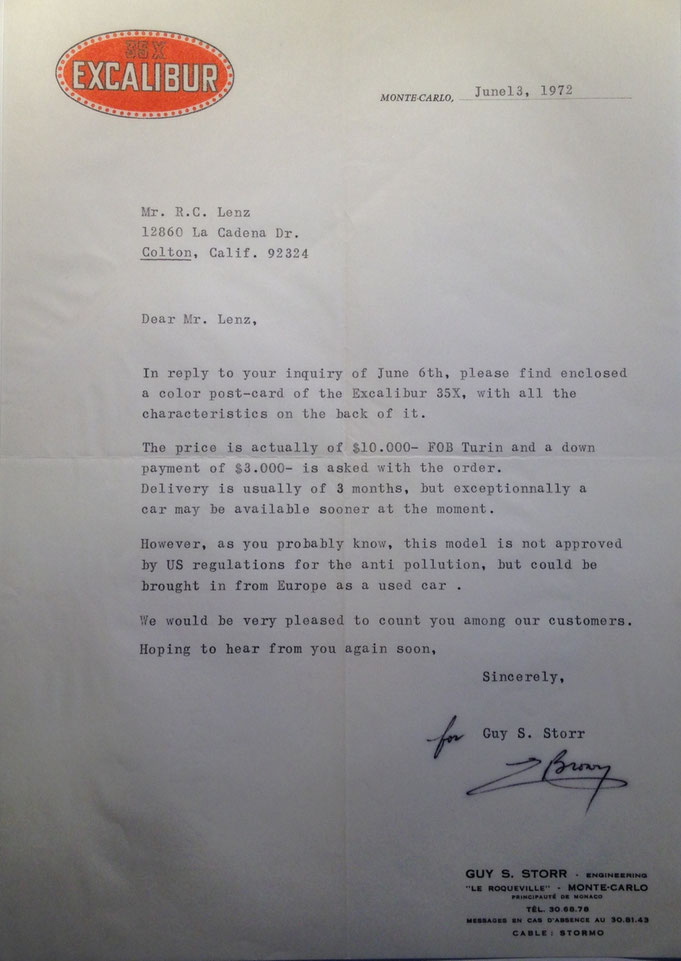 35X
EXCALIBUR
MONTE-CARLO, June13, 1972
Mr. R.C. Lenz
12860 La Cadena Dr.
Colton, Calif. 92324
Dear Mr. Lenz,
In reply to your inquiry of June 6th, please find enclosed
a color post-card of the Excalibur 35X, with all the
characteristics on the back of it.
The price is actually of $10.000- FOB Turin and a down
payment of $3.000- is asked with the order.
Delivery is usually of 3 months, but exceptionnally a
car may be available sooner at the moment.
However, as you probably know, this model is not approved
by US regulations for the anti pollution, but could be
brought in from Europe as a used car .
We would be very pleased to count you among our customers.
Hoping to hear from you again soon,
Sincerely,
for Guy S. Storr
GUY S. STORR - ENGINEERING
"LE ROQUEVILLE" - MONTE-CARLO
PRINCIPAUTÉ DE MONACO
TÉL. 30.68.78
MESSAGES EN CAS D'ABSENCE AU 30.81.43
CABLE : STORMO